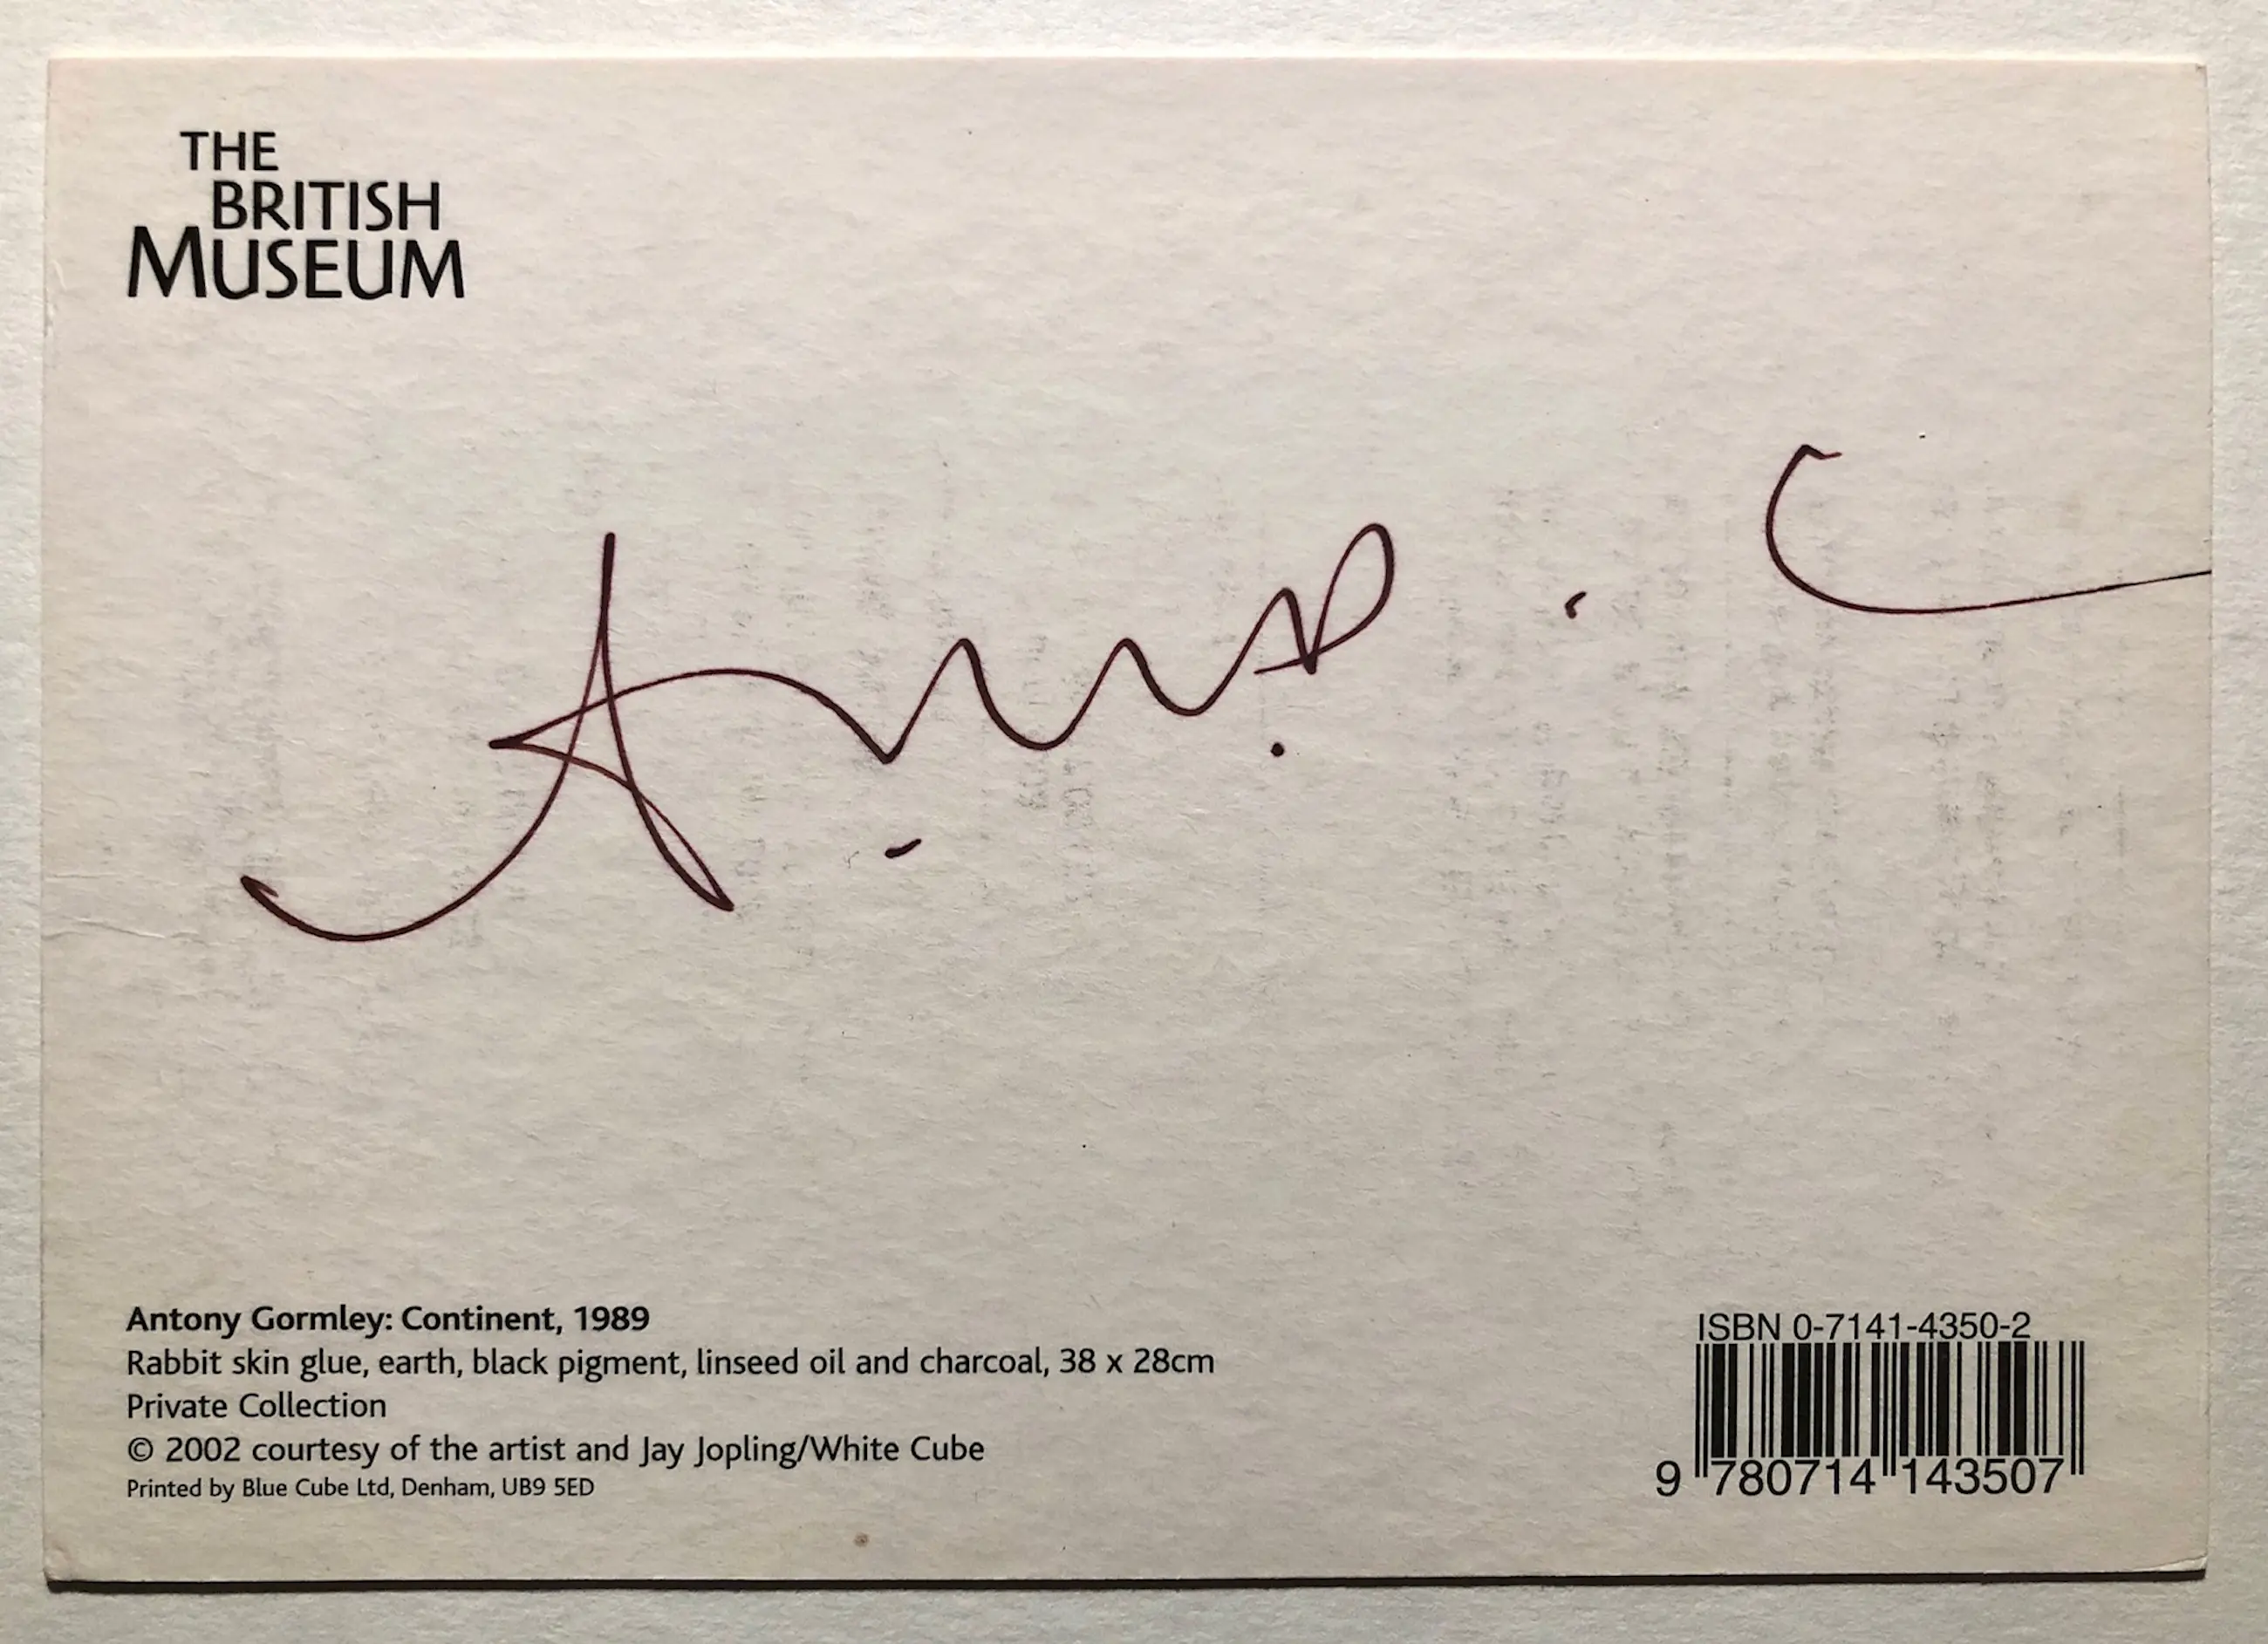 THE
BRITISH
MUSEUM
Antony Gormley: Continent, 1989
Rabbit skin glue, earth, black pigment, linseed oil and charcoal, 38 x 28cm
Private Collection
© 2002 courtesy of the artist and Jay Jopling/White Cube
Printed by Blue Cube Ltd, Denham, UB9 5ED
ISBN 0-7141-4350-2
9 780714 143507